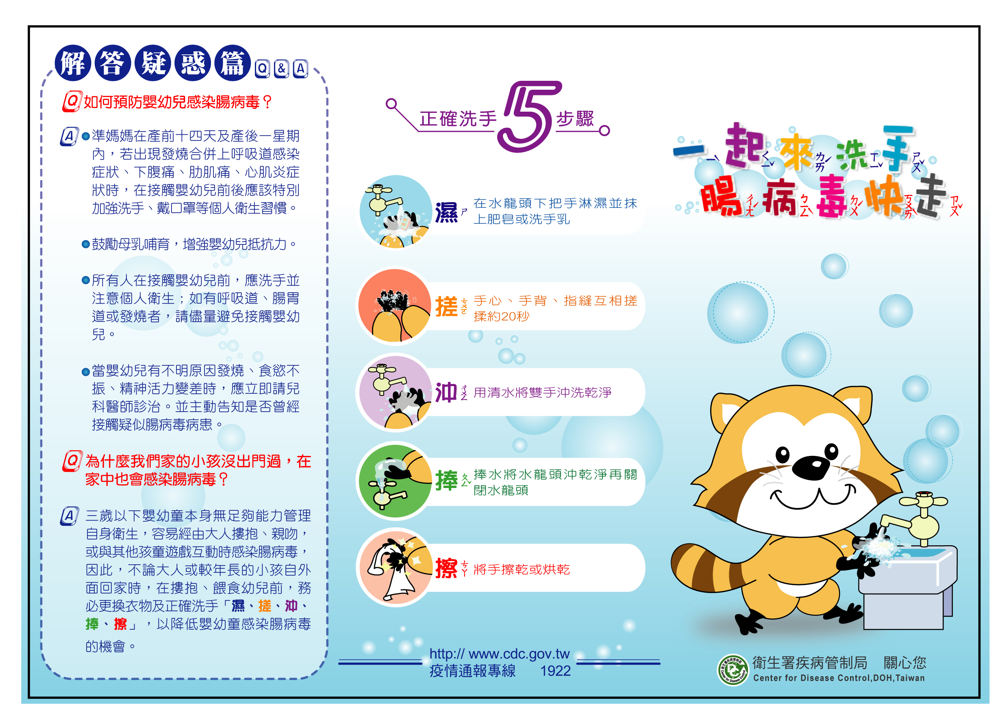 解答疑惑篇 Q&A
Q 如何預防嬰幼兒感染腸病毒？
A ●準媽媽在產前十四天及產後一星期
內，若出現發燒合併上呼吸道感染
症狀、下腹痛、肋肌痛、心肌炎症
狀時，在接觸嬰幼兒前後應該特別
加強洗手、戴口罩等個人衛生習慣。
●鼓勵母乳哺育，增強嬰幼兒抵抗力。
●所有人在接觸嬰幼兒前，應洗手並
注意個人衛生；如有呼吸道、腸胃
道或發燒者，請儘量避免接觸嬰幼
兒。
●當嬰幼兒有不明原因發燒、食慾不
振、精神活力變差時，應立即請兒
科醫師診治。並主動告知是否曾經
接觸疑似腸病毒病患。
Q 為什麼我們家的小孩沒出門過，在
家中也會感染腸病毒？
A 三歲以下嬰幼童本身無足夠能力管理
自身衛生，容易經由大人摟抱、親吻，
或與其他孩童遊戲互動時感染腸病毒，
因此，不論大人或較年長的小孩自外
面回家時，在摟抱、餵食幼兒前，務
必更換衣物及正確洗手「濕、搓、沖、
捧、擦」，以降低嬰幼童感染腸病毒
的機會。
正確洗手5步驟
濕 ㄕ 在水龍頭下把手淋濕並抹
上肥皂或洗手乳
搓 ㄘㄨㄛ 手心、手背、指縫互相搓
揉約20秒
沖 ㄔㄨㄥ 用清水將雙手沖洗乾淨
捧 ㄆㄥˇ 捧水將水龍頭沖乾淨再關
閉水龍頭
擦 ㄘㄚ 將手擦乾或烘乾
http:// www.cdc.gov.tw
疫情通報專線 1922
一ㄧˋ起ㄑㄧˇ來ㄌㄞˊ洗ㄒㄧˇ手ㄕㄡˇ
腸ㄔㄤˊ病ㄅㄧㄥˋ毒ㄉㄨˊ快ㄎㄨㄞˋ走ㄗㄡˇ
衛生署疾病管制局 關心您
Center for Disease Control,DOH,Taiwan
衛生署疾病管制局
CDC
Center for Disease Control